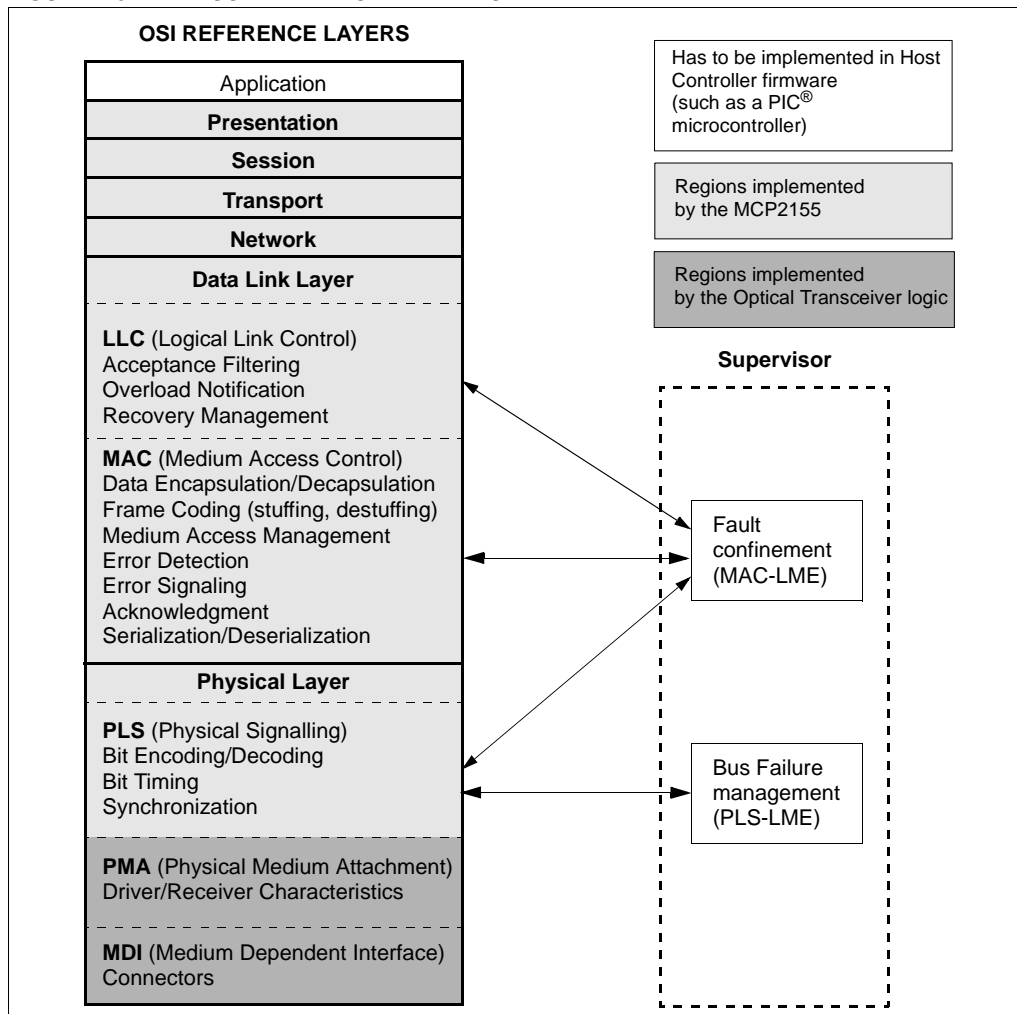 OSI REFERENCE LAYERS
Application
Presentation
Session
Transport
Network
Data Link Layer
LLC (Logical Link Control)
Acceptance Filtering
Overload Notification
Recovery Management
MAC (Medium Access Control)
Data Encapsulation/Decapsulation
Frame Coding (stuffing, destuffing)
Medium Access Management
Error Detection
Error Signaling
Acknowledgment
Serialization/Deserialization
Physical Layer
PLS (Physical Signalling)
Bit Encoding/Decoding
Bit Timing
Synchronization
PMA (Physical Medium Attachment)
Driver/Receiver Characteristics
MDI (Medium Dependent Interface)
Connectors
Has to be implemented in Host
Controller firmware
(such as a PIC®
microcontroller)
Regions implemented
by the MCP2155
Regions implemented
by the Optical Transceiver logic
Supervisor
Fault
confinement
(MAC-LME)
Bus Failure
management
(PLS-LME)